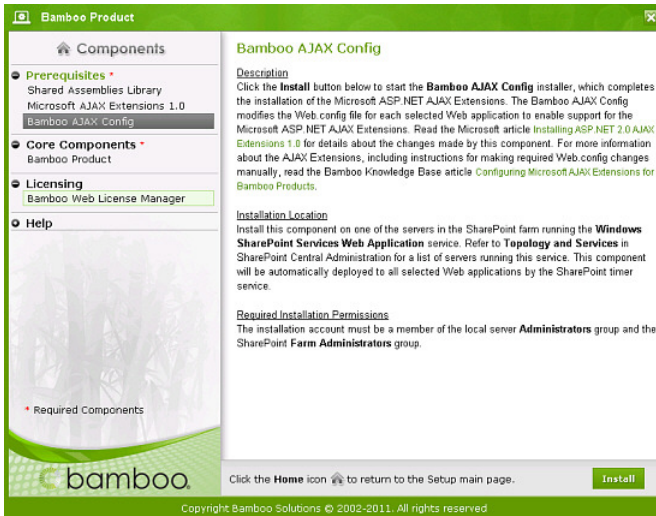 Bamboo Product
Components
Prerequisites *
Shared Assemblies Library
Microsoft AJAX Extensions 1.0
Bamboo AJAX Config
Core Components *
Bamboo Product
Licensing
Bamboo Web License Manager
Help
* Required Components
bamboo
Bamboo AJAX Config
Description
Click the Install button below to start the Bamboo AJAX Config installer, which completes
the installation of the Microsoft ASP.NET AJAX Extensions. The Bamboo AJAX Config
modifies the Web.config file for each selected Web application to enable support for the
Microsoft ASP.NET AJAX Extensions. Read the Microsoft article Installing ASP.NET 2.0 AJAX
Extensions 1.0 for details about the changes made by this component. For more information
about the AJAX Extensions, including instructions for making required Web.config changes
manually, read the Bamboo Knowledge Base article Configuring Microsoft AJAX Extensions for
Bamboo Products.
Installation Location
Install this component on one of the servers in the SharePoint farm running the Windows
SharePoint Services Web Application service. Refer to Topology and Services in
SharePoint Central Administration for a list of servers running this service. This component
will be automatically deployed to all selected Web applications by the SharePoint timer
service.
Required Installation Permissions
The installation account must be a member of the local server Administrators group and the
SharePoint Farm Administrators group.
Click the Home icon to return to the Setup main page.
Install
Copyright Bamboo Solutions © 2002-2011. All rights reserved